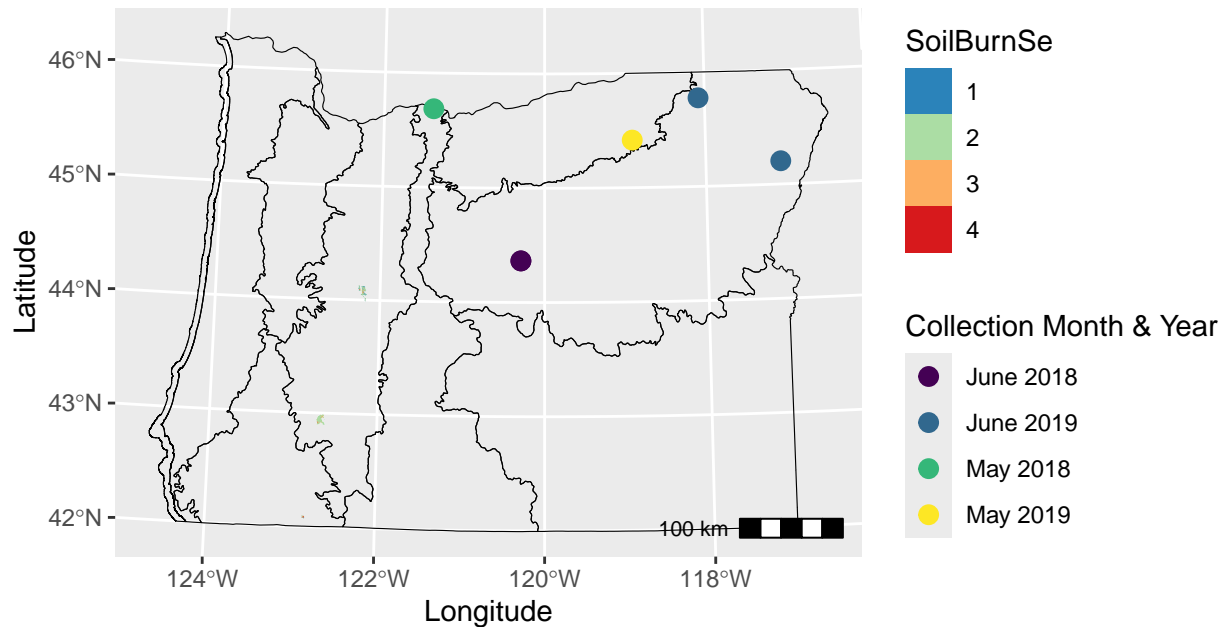 46°N
45°N
44°N
43°N
42°N
Latitude
124°W
122°W
120°W
118°W
Longitude
100 km
SoilBurnSe
1
2
3
4
Collection Month & Year
June 2018
June 2019
May 2018
May 2019